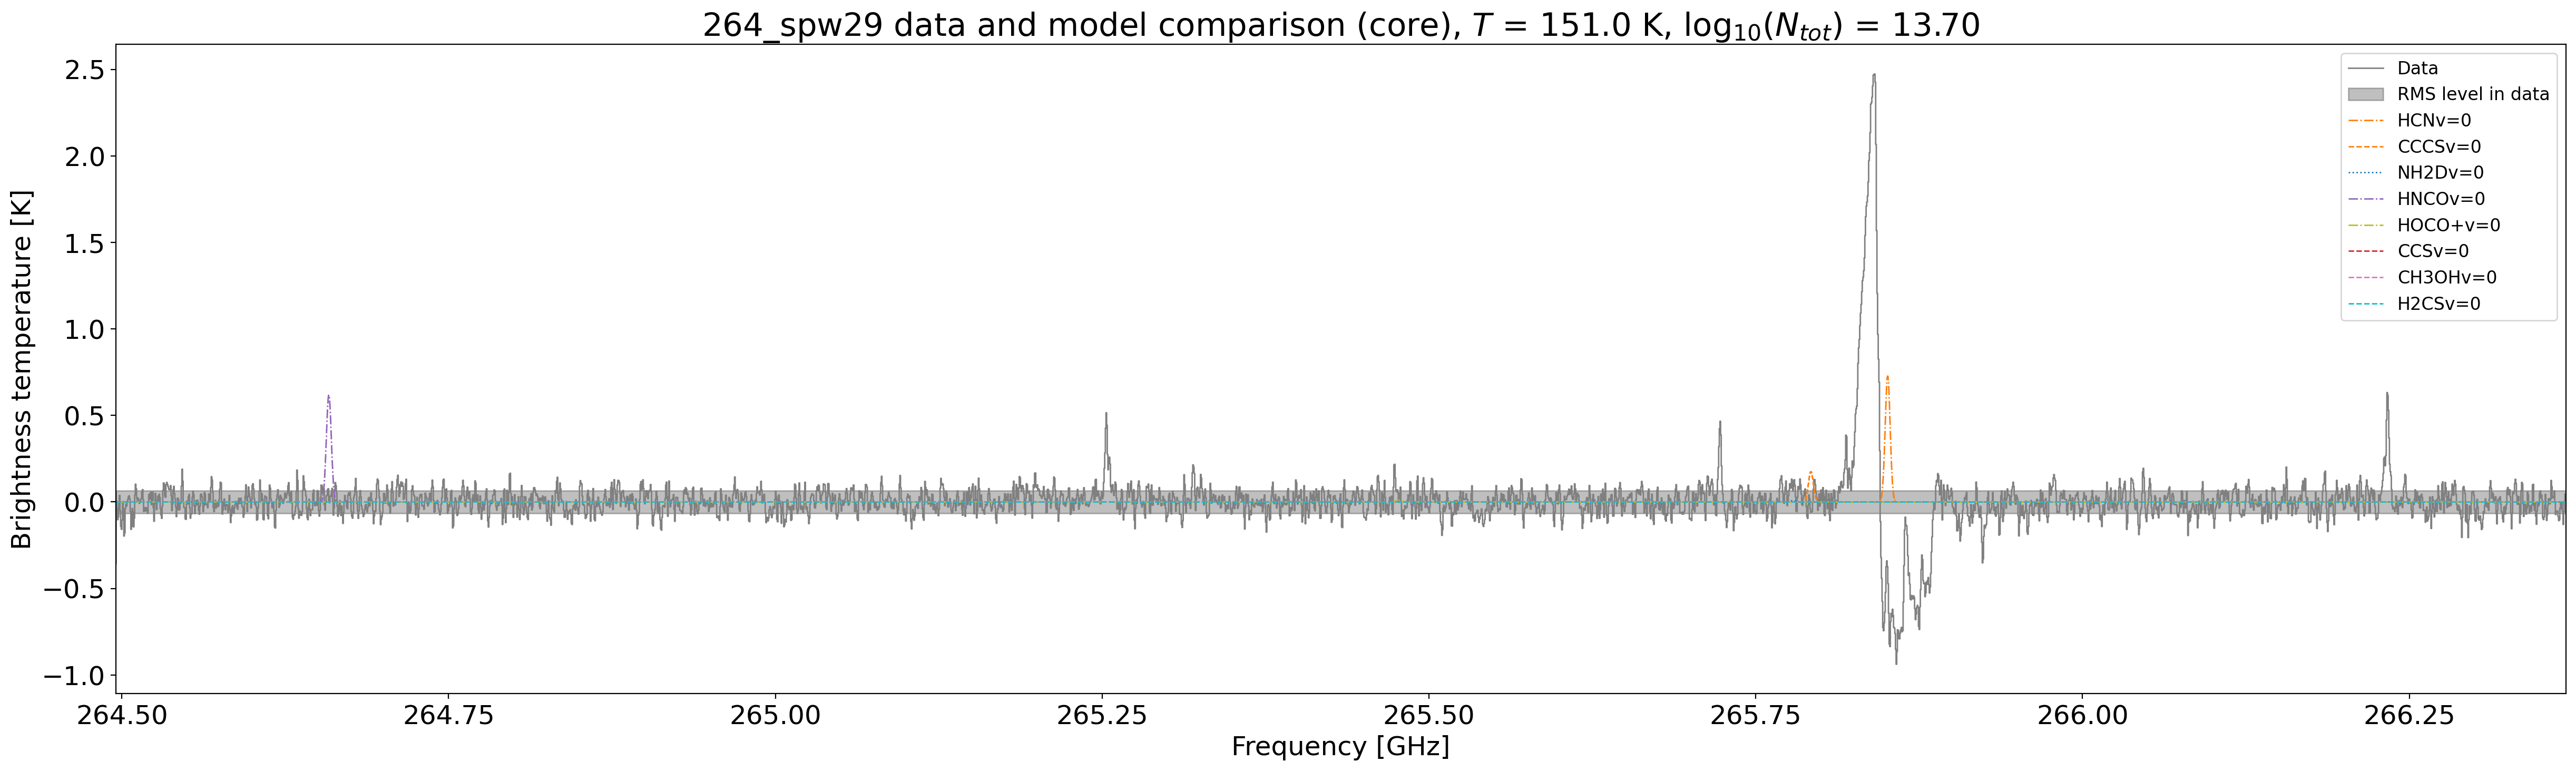 264_spw29 data and model comparison (core), T = 151.0 K, log10(Ntot) = 13.70
2.5
2.0
1.5
1.0
0.5
0.0
−0.5
−1.0
Brightness temperature [K]
Data
RMS level in data
HCNv=0
CCCSv=0
NH2Dv=0
HNCOv=0
HOCO+v=0
CCSv=0
CH3OHv=0
H2CSv=0
264.50 264.75 265.00 265.25 265.50 265.75 266.00 266.25
Frequency [GHz]